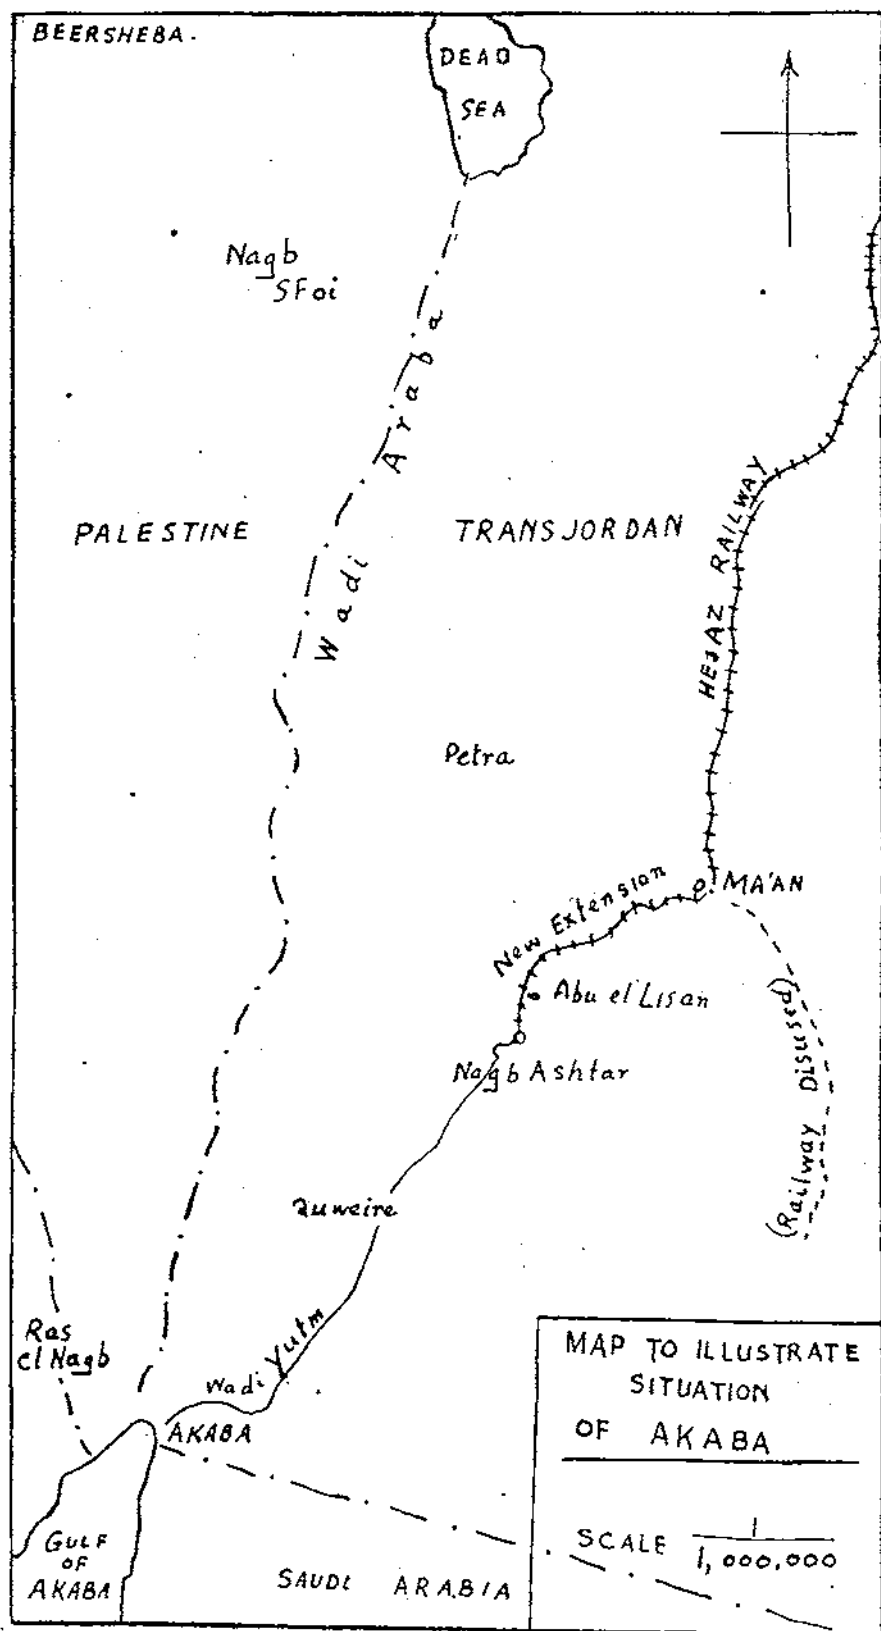 BEERSHEBA.
DEAD
SEA
Nagb
SFoi
Wadi Araba
PALESTINE
TRANSJORDAN
HEJAZ RAILWAY
Petra
MA'AN
New Extension
Abu el Lisan
(Railway Disused)
Nagb Ashtar
Quweire
Ras
el Nagb
Wadi Yutm
AKABA
GULF
OF
AKABA
SAUDI ARABIA
MAP TO ILLUSTRATE
SITUATION
OF AKABA
SCALE 1
1,000,000